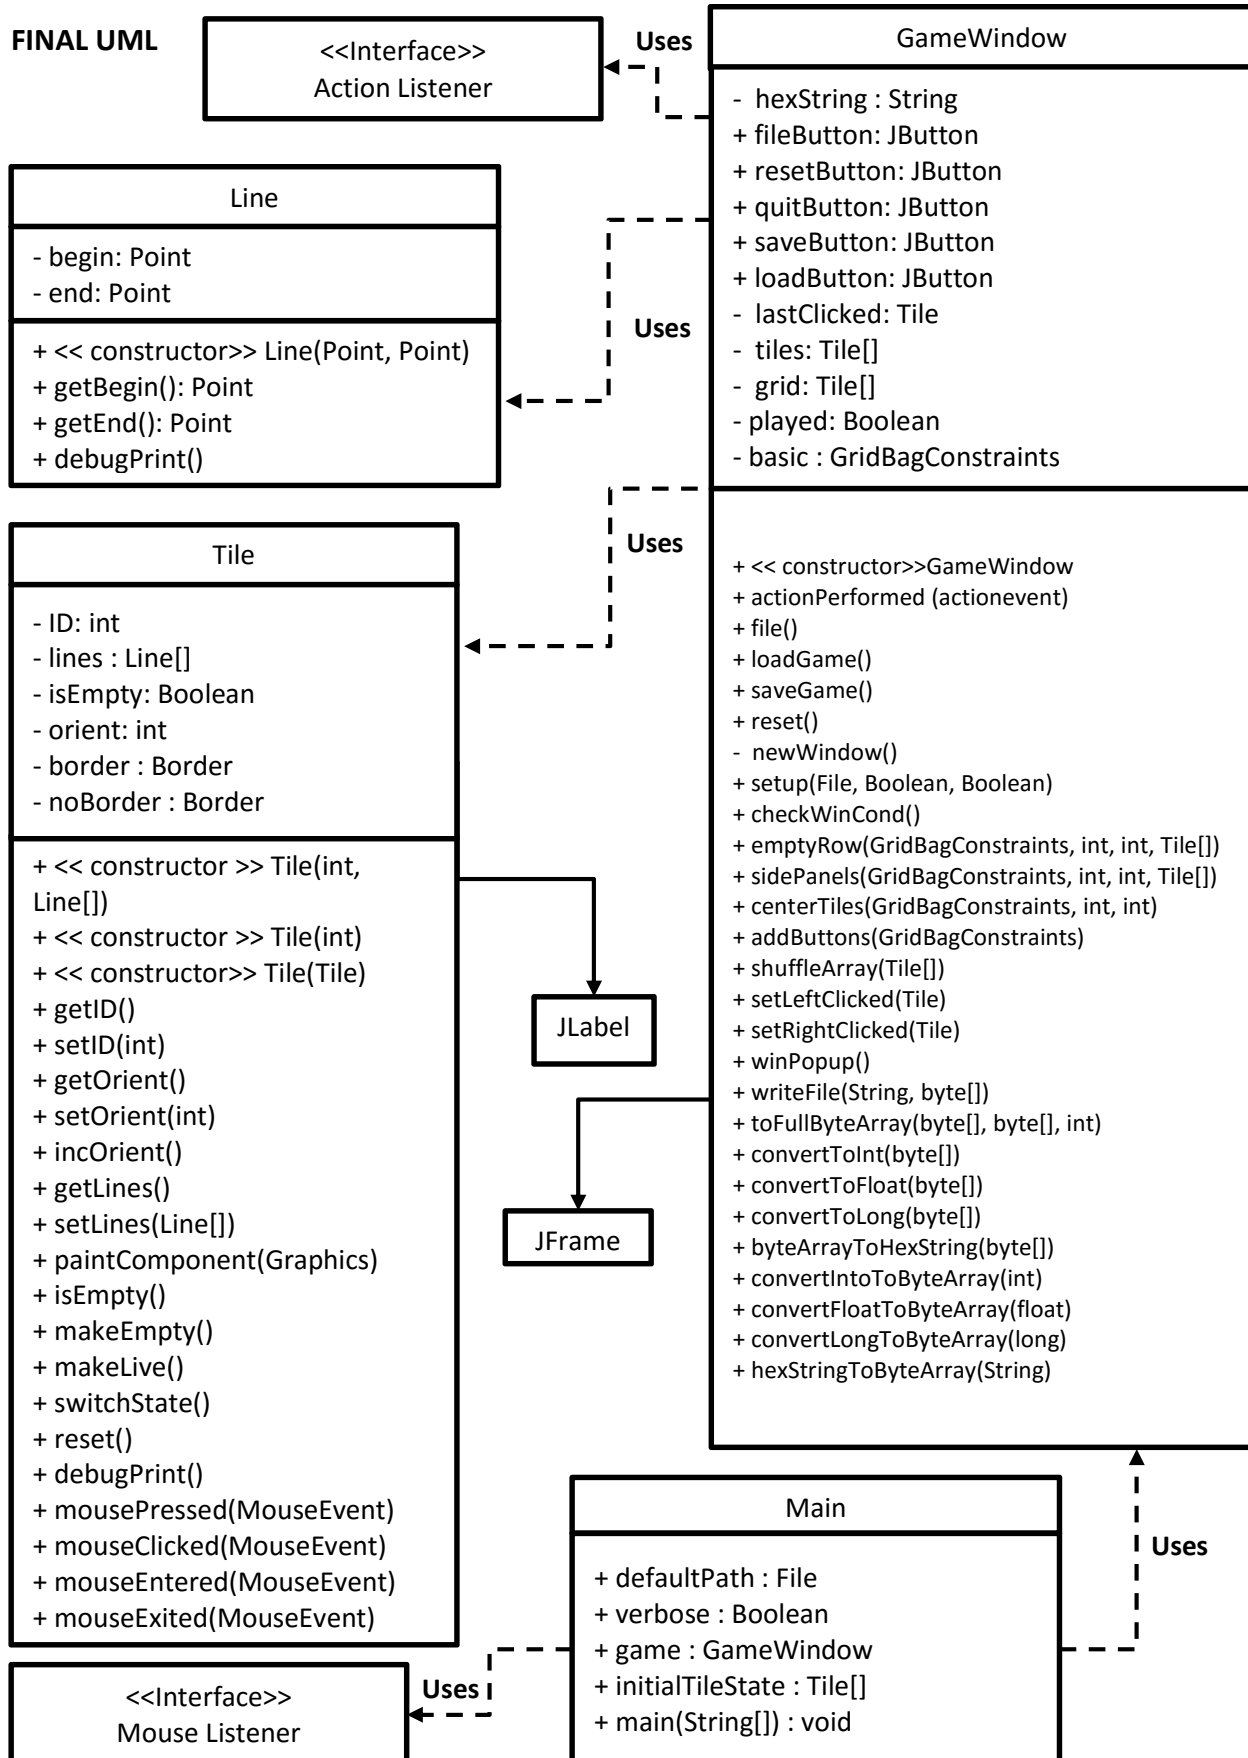 FINAL UML
<<Interface>>
Action Listener
Uses
Line
- begin: Point
- end: Point
+ << constructor>> Line(Point, Point)
+ getBegin(): Point
+ getEnd(): Point
+ debugPrint()
Uses
Tile
- ID: int
- lines : Line[]
- isEmpty: Boolean
- orient: int
- border : Border
- noBorder : Border
+ << constructor >> Tile(int,
Line[])
+ << constructor >> Tile(int)
+ << constructor>> Tile(Tile)
+ getID()
+ setID(int)
+ getOrient()
+ setOrient(int)
+ incOrient()
+ getLines()
+ setLines(Line[])
+ paintComponent(Graphics)
+ isEmpty()
+ makeEmpty()
+ makeLive()
+ switchState()
+ reset()
+ debugPrint()
+ mousePressed(MouseEvent)
+ mouseClicked(MouseEvent)
+ mouseEntered(MouseEvent)
+ mouseExited(MouseEvent)
Uses
JLabel
JFrame
GameWindow
- hexString : String
+ fileButton: JButton
+ resetButton: JButton
+ quitButton: JButton
+ saveButton: JButton
+ loadButton: JButton
- lastClicked: Tile
- tiles: Tile[]
- grid: Tile[]
- played: Boolean
- basic : GridBagConstraints
+ << constructor>>GameWindow
+ actionPerformed (actionevent)
+ file()
+ loadGame()
+ saveGame()
+ reset()
- newWindow()
+ setup(File, Boolean, Boolean)
+ checkWinCond()
+ emptyRow(GridBagConstraints, int, int, Tile[])
+ sidePanels(GridBagConstraints, int, int, Tile[])
+ centerTiles(GridBagConstraints, int, int)
+ addButtons(GridBagConstraints)
+ shuffleArray(Tile[])
+ setLeftClicked(Tile)
+ setRightClicked(Tile)
+ winPopup()
+ writeFile(String, byte[])
+ toFullByteArray(byte[], byte[], int)
+ convertToInt(byte[])
+ convertToFloat(byte[])
+ convertToLong(byte[])
+ byteArrayToHexString(byte[])
+ convertIntoToByteArray(int)
+ convertFloatToByteArray(float)
+ convertLongToByteArray(long)
+ hexStringToByteArray(String)
<<Interface>>
Mouse Listener
Uses
Main
+ defaultPath : File
+ verbose : Boolean
+ game : GameWindow
+ initialTileState : Tile[]
+ main(String[]) : void
Uses